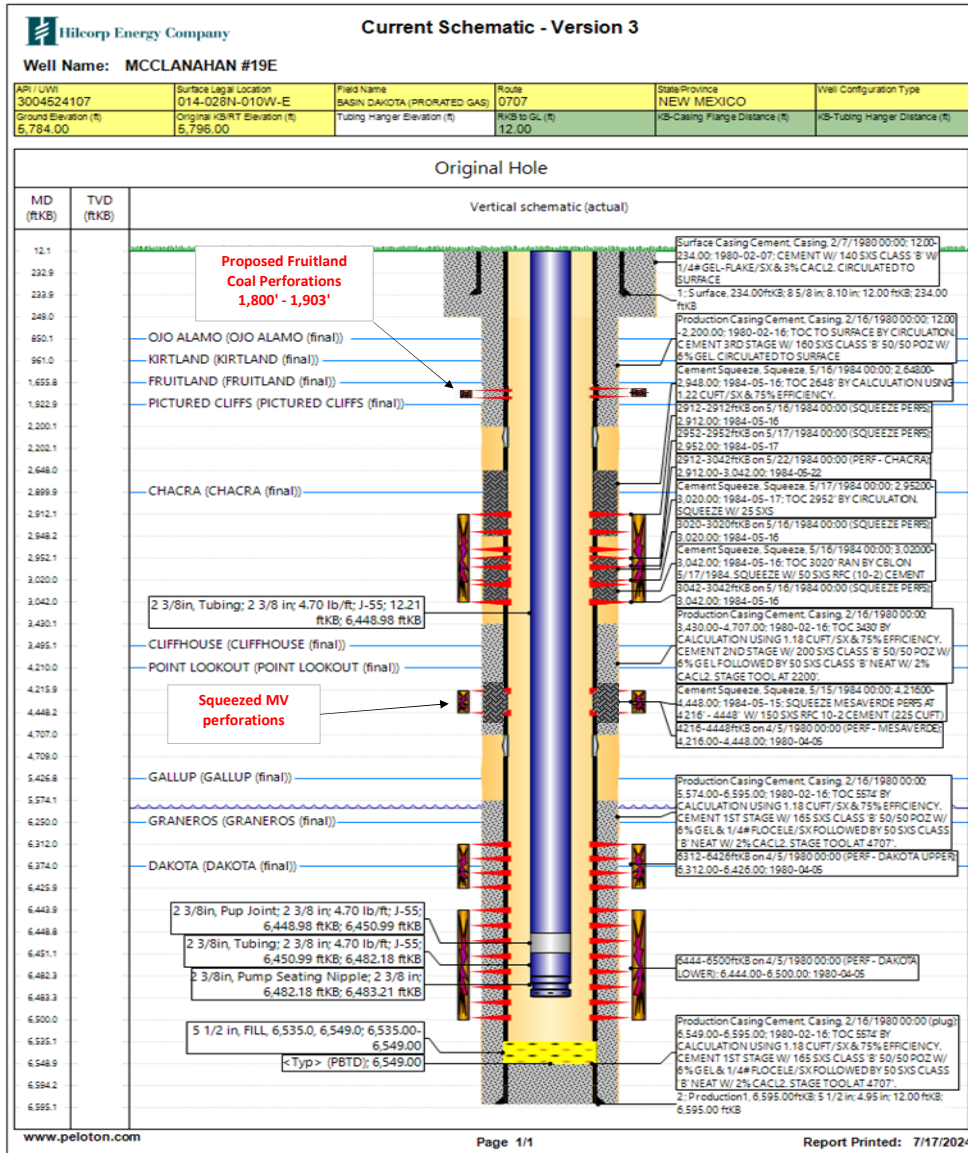 Hilcorp Energy Company
Current Schematic - Version 3
Well Name: MCCLANAHAN #19E
API / UWI
3004524107
Surface Legal Location
014-028N-010W-E
Field Name
BASIN DAKOTA (PRORATED GAS)
Route
0707
State/Province
NEW MEXICO
Well Configuration Type
Ground Elevation (ft)
5,784.00
Original KB/RT Elevation (ft)
5,796.00
Tubing Hanger Elevation (ft)
RKB to GL (ft)
12.00
KB-Casing Flange Distance (ft)
KB-Tubing Hanger Distance (ft)
Original Hole
MD
(ftKB)
TVD
(ftKB)
Vertical schematic (actual)
12.1
232.9
233.9
249.0
850.1
961.0
1,655.8
1,922.9
2,200.1
2,202.1
2,648.0
2,899.9
2,912.1
2,948.2
2,952.1
3,020.0
3,042.0
3,430.1
3,495.1
4,210.0
4,215.9
4,448.2
4,707.0
4,709.0
5,426.8
5,574.1
6,250.0
6,312.0
6,374.0
6,425.9
6,443.9
6,448.8
6,451.1
6,482.3
6,483.3
6,500.0
6,535.1
6,548.9
6,594.2
6,595.1
Proposed Fruitland
Coal Perforations
1,800' - 1,903'
OJO ALAMO (OJO ALAMO (final))
KIRTLAND (KIRTLAND (final))
FRUITLAND (FRUITLAND (final))
PICTURED CLIFFS (PICTURED CLIFFS (final))
CHACRA (CHACRA (final))
2 3/8in, Tubing; 2 3/8 in; 4.70 lb/ft; J-55; 12.21
ftKB; 6,448.98 ftKB
CLIFFHOUSE (CLIFFHOUSE (final))
POINT LOOKOUT (POINT LOOKOUT (final))
Squeezed MV
perforations
GALLUP (GALLUP (final))
GRANEROS (GRANEROS (final))
DAKOTA (DAKOTA (final))
2 3/8in, Pup Joint; 2 3/8 in; 4.70 lb/ft; J-55;
6,448.98 ftKB; 6,450.99 ftKB
2 3/8in, Tubing; 2 3/8 in; 4.70 lb/ft; J-55;
6,450.99 ftKB; 6,482.18 ftKB
2 3/8in, Pump Seating Nipple; 2 3/8 in;
6,482.18 ftKB; 6,483.21 ftKB
5 1/2 in, FILL, 6,535.0, 6,549.0; 6,535.00-
6,549.00
<Typ> (PBTD); 6,549.00
Surface Casing Cement, Casing, 2/7/1980 00:00; 12.00-
234.00; 1980-02-07; CEMENT W/ 140 SXS CLASS 'B' W/
1/4# GEL-FLAKE/SX & 3% CACL2. CIRCULATED TO
SURFACE
1; Surface, 234.00ftKB; 8 5/8 in; 8.10 in; 12.00 ftKB; 234.00
ftKB
Production Casing Cement, Casing, 2/16/1980 00:00; 12.00
-2,200.00; 1980-02-16; TOC TO SURFACE BY CIRCULATION.
CEMENT 3RD STAGE W/ 160 SXS CLASS 'B' 50/50 POZ W/
6% GEL. CIRCULATED TO SURFACE
Cement Squeeze, Squeeze, 5/16/1984 00:00; 2,648.00-
2,948.00; 1984-05-16; TOC 2648' BY CALCULATION USING
1.22 CUFT/SX & 75% EFFICIENCY.
2912-2912ftKB on 5/16/1984 00:00 (SQUEEZE PERFS);
2,912.00; 1984-05-16
2952-2952ftKB on 5/17/1984 00:00 (SQUEEZE PERFS);
2,952.00; 1984-05-17
2912-3042ftKB on 5/22/1984 00:00 (PERF - CHACRA);
2,912.00-3,042.00; 1984-05-22
Cement Squeeze, Squeeze, 5/17/1984 00:00; 2,952.00-
3,020.00; 1984-05-17; TOC 2952' BY CIRCULATION.
SQUEEZE W/ 25 SXS
3020-3020ftKB on 5/16/1984 00:00 (SQUEEZE PERFS);
3,020.00; 1984-05-16
Cement Squeeze, Squeeze, 5/16/1984 00:00; 3,020.00-
3,042.00; 1984-05-16; TOC 3020' RAN BY CBL ON
5/17/1984. SQUEEZE W/ 50 SXS RFC (10-2) CEMENT
3042-3042ftKB on 5/16/1984 00:00 (SQUEEZE PERFS);
3,042.00; 1984-05-16
Production Casing Cement, Casing, 2/16/1980 00:00;
3,430.00-4,707.00; 1980-02-16; TOC 3430' BY
CALCULATION USING 1.18 CUFT/SX & 75% EFFICIENCY.
CEMENT 2ND STAGE W/ 200 SXS CLASS 'B' 50/50 POZ W/
6% GEL FOLLOWED BY 50 SXS CLASS 'B' NEAT W/ 2%
CACL2. STAGE TOOL AT 2200'.
Cement Squeeze, Squeeze, 5/15/1984 00:00; 4,216.00-
4,448.00; 1984-05-15; SQUEEZE MESAVERDE PERFS AT
4216' - 4448' W/ 150 SXS RFC 10-2 CEMENT (225 CUFT)
4216-4448ftKB on 4/5/1980 00:00 (PERF - MESAVERDE);
4,216.00-4,448.00; 1980-04-05
Production Casing Cement, Casing, 2/16/1980 00:00;
5,574.00-6,595.00; 1980-02-16; TOC 5574' BY
CALCULATION USING 1.18 CUFT/SX & 75% EFFICIENCY.
CEMENT 1ST STAGE W/ 165 SXS CLASS 'B' 50/50 POZ W/
6% GEL & 1/4# FLOCELE/SX FOLLOWED BY 50 SXS CLASS
'B' NEAT W/ 2% CACL2. STAGE TOOL AT 4707'.
6312-6426ftKB on 4/5/1980 00:00 (PERF - DAKOTA UPPER);
6,312.00-6,426.00; 1980-04-05
6444-6500ftKB on 4/5/1980 00:00 (PERF - DAKOTA
LOWER); 6,444.00-6,500.00; 1980-04-05
Production Casing Cement, Casing, 2/16/1980 00:00 (plug);
6,549.00-6,595.00; 1980-02-16; TOC 5574' BY
CALCULATION USING 1.18 CUFT/SX & 75% EFFICIENCY.
CEMENT 1ST STAGE W/ 165 SXS CLASS 'B' 50/50 POZ W/
6% GEL & 1/4# FLOCELE/SX FOLLOWED BY 50 SXS CLASS
'B' NEAT W/ 2% CACL2. STAGE TOOL AT 4707'.
2; Production1, 6,595.00ftKB; 5 1/2 in; 4.95 in; 12.00 ftKB;
6,595.00 ftKB
www.peloton.com
Page 1/1
Report Printed: 7/17/2024